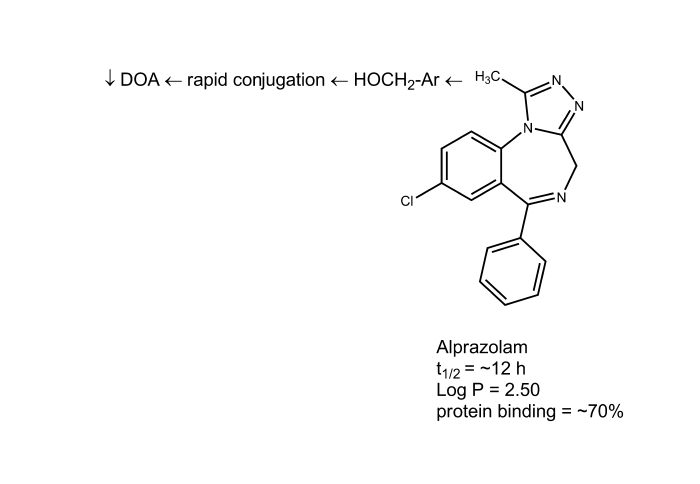 ↓ DOA ← rapid conjugation ← HOCH2-Ar ← H3C
N
N
N
N
Cl
Alprazolam
t1/2 = ~12 h
Log P = 2.50
protein binding = ~70%